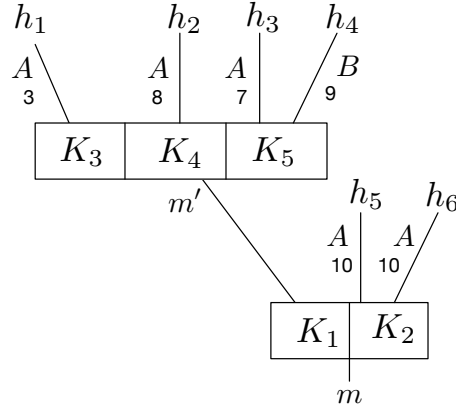 h₁ h₂ h₃ h₄
A A A B
3 8 7 9
K₃ K₄ K₅
m′
h₅ h₆
A A
10 10
K₁ K₂
m